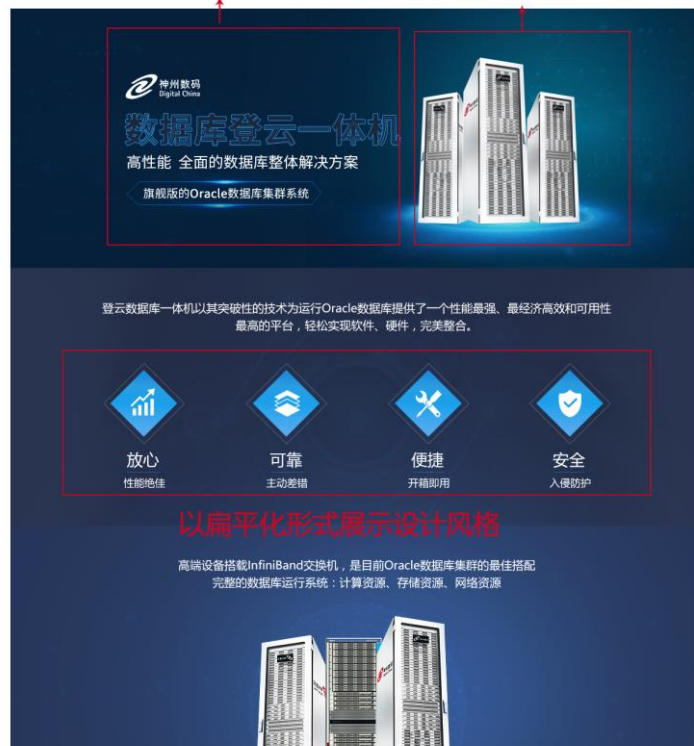 神州数码
Digital China
数据库登云一体机
高性能 全面的数据库整体解决方案
旗舰版的Oracle数据库集群系统
登云数据库一体机以其突破性的技术为运行Oracle数据库提供了一个性能最强、最经济高效和可用性
最高的平台，轻松实现软件、硬件，完美整合。
放心
可靠
便捷
安全
性能绝佳
主动差错
开箱即用
入侵防护
以扁平化形式展示设计风格
高端设备搭载InfiniBand交换机，是目前Oracle数据库集群的最佳搭配
完整的数据库运行系统：计算资源、存储资源、网络资源